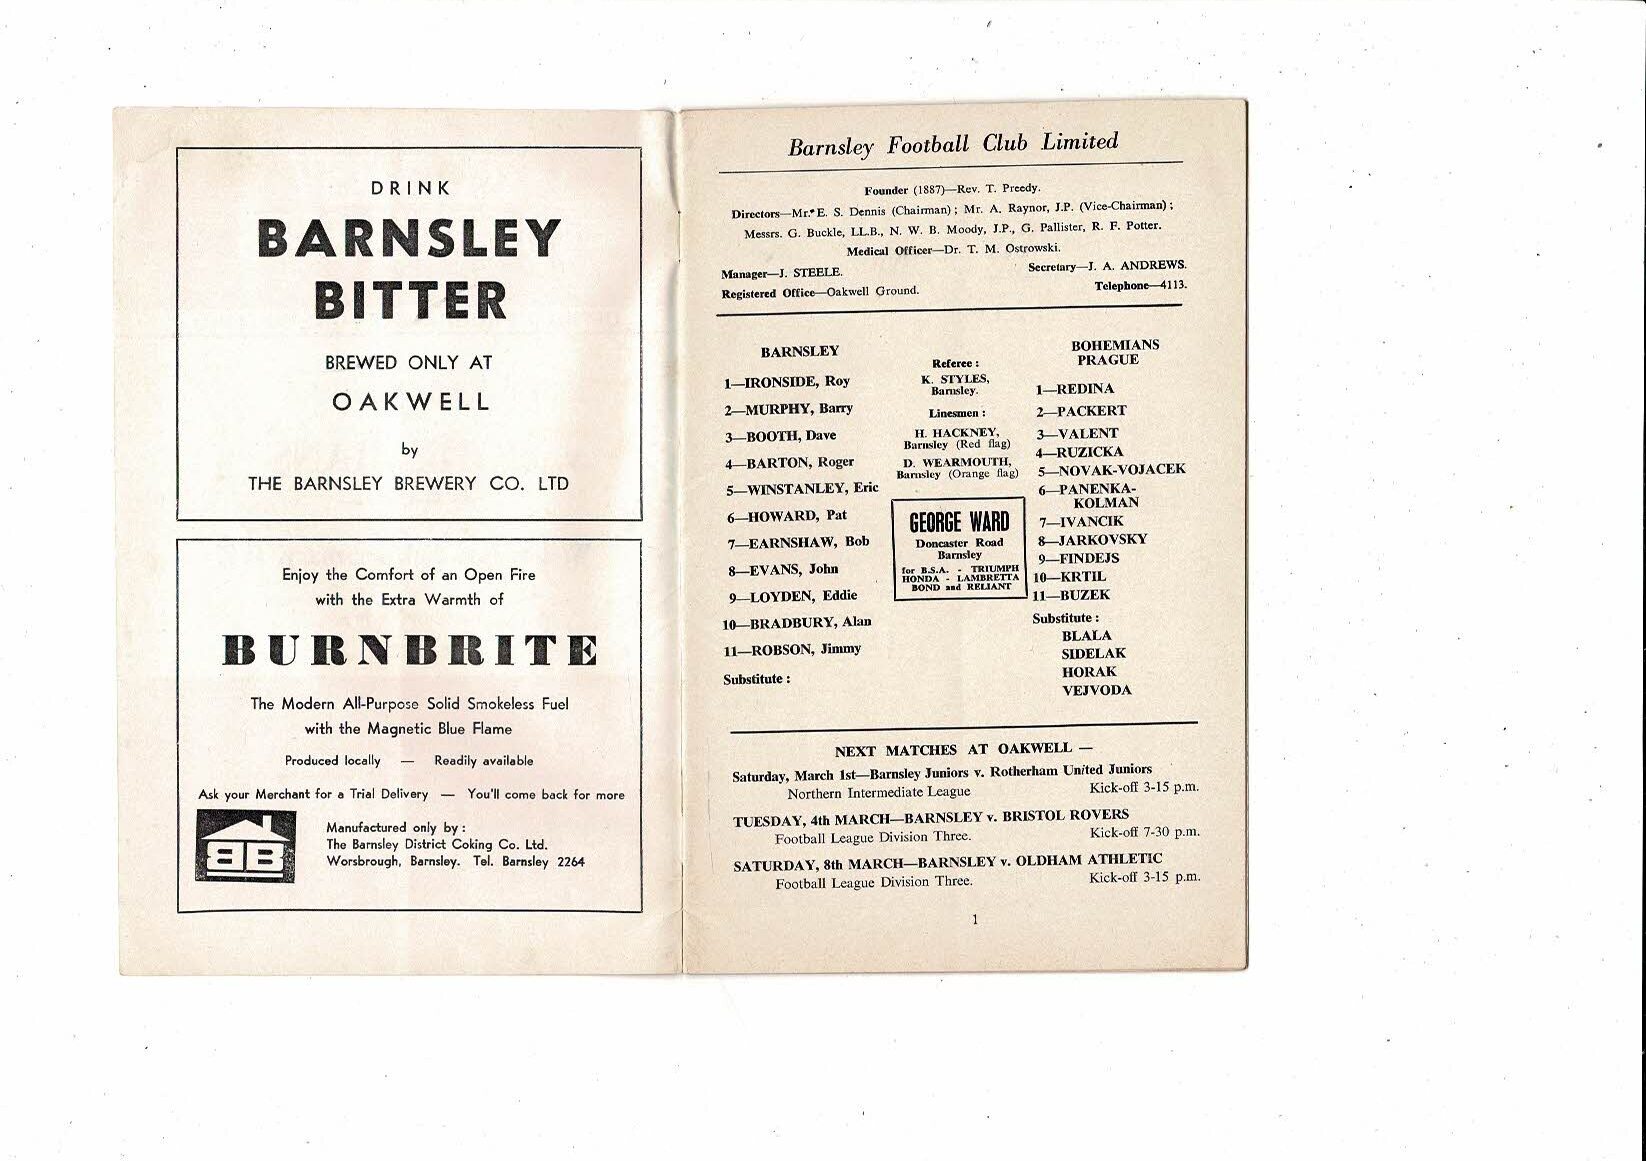 DRINK
BARNSLEY
BITTER
BREWED ONLY AT
OAKWELL
by
THE BARNSLEY BREWERY CO. LTD
Enjoy the Comfort of an Open Fire
with the Extra Warmth of
BURNBRITE
The Modern All-Purpose Solid Smokeless Fuel
with the Magnetic Blue Flame
Produced locally — Readily available
Ask your Merchant for a Trial Delivery — You'll come back for more
BB
Manufactured only by :
The Barnsley District Coking Co. Ltd.
Worsbrough, Barnsley. Tel. Barnsley 2264
Barnsley Football Club Limited
Founder (1887)—Rev. T. Preedy.
Directors—Mr. E. S. Dennis (Chairman) ; Mr. A. Raynor, J.P. (Vice-Chairman) ;
Messrs. G. Buckle, LL.B., N. W. B. Moody, J.P., G. Pallister, R. F. Potter.
Medical Officer—Dr. T. M. Ostrowski.
Manager—J. STEELE. Secretary—J. A. ANDREWS.
Registered Office—Oakwell Ground. Telephone—4113.
BARNSLEY
1—IRONSIDE, Roy
2—MURPHY, Barry
3—BOOTH, Dave
4—BARTON, Roger
5—WINSTANLEY, Eric
6—HOWARD, Pat
7—EARNSHAW, Bob
8—EVANS, John
9—LOYDEN, Eddie
10—BRADBURY, Alan
11—ROBSON, Jimmy
Substitute :
Referee :
K. STYLES,
Barnsley.
Linesmen :
H. HACKNEY,
Barnsley (Red flag)
D. WEARMOUTH,
Barnsley (Orange flag)
GEORGE WARD
Doncaster Road
Barnsley
for B.S.A. - TRIUMPH
HONDA - LAMBRETTA
BOND and RELIANT
BOHEMIANS
PRAGUE
1—REDINA
2—PACKERT
3—VALENT
4—RUZICKA
5—NOVAK-VOJACEK
6—PANENKA-
KOLMAN
7—IVANCIK
8—JARKOVSKY
9—FINDEJS
10—KRTIL
11—BUZEK
Substitute :
BLALA
SIDELAK
HORAK
VEJVODA
NEXT MATCHES AT OAKWELL —
Saturday, March 1st—Barnsley Juniors v. Rotherham United Juniors
Northern Intermediate League Kick-off 3-15 p.m.
TUESDAY, 4th MARCH—BARNSLEY v. BRISTOL ROVERS
Football League Division Three. Kick-off 7-30 p.m.
SATURDAY, 8th MARCH—BARNSLEY v. OLDHAM ATHLETIC
Football League Division Three. Kick-off 3-15 p.m.
1